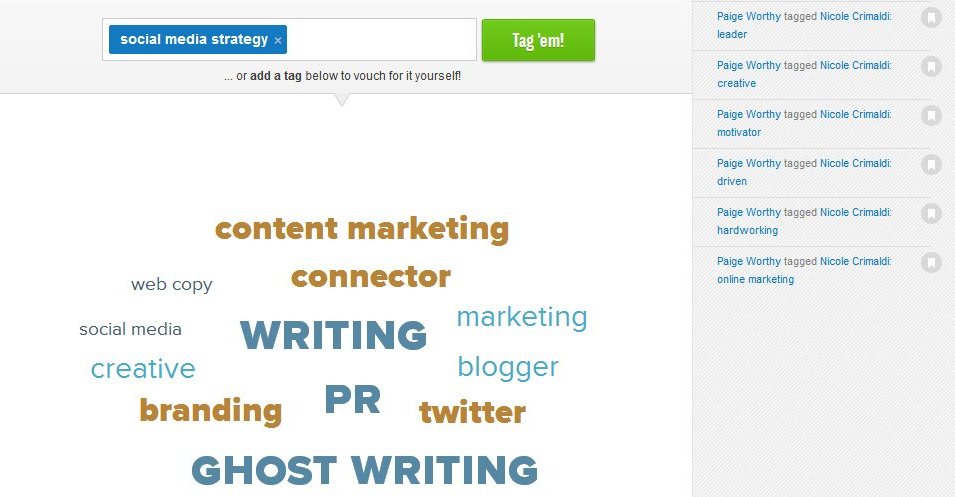 social media strategy ×
Tag 'em!
... or add a tag below to vouch for it yourself!
content marketing
connector
web copy
marketing
social media
WRITING
creative
blogger
branding
PR
twitter
GHOST WRITING
Paige Worthy tagged Nicole Crimaldi:
leader
Paige Worthy tagged Nicole Crimaldi:
creative
Paige Worthy tagged Nicole Crimaldi:
motivator
Paige Worthy tagged Nicole Crimaldi:
driven
Paige Worthy tagged Nicole Crimaldi:
hardworking
Paige Worthy tagged Nicole Crimaldi:
online marketing